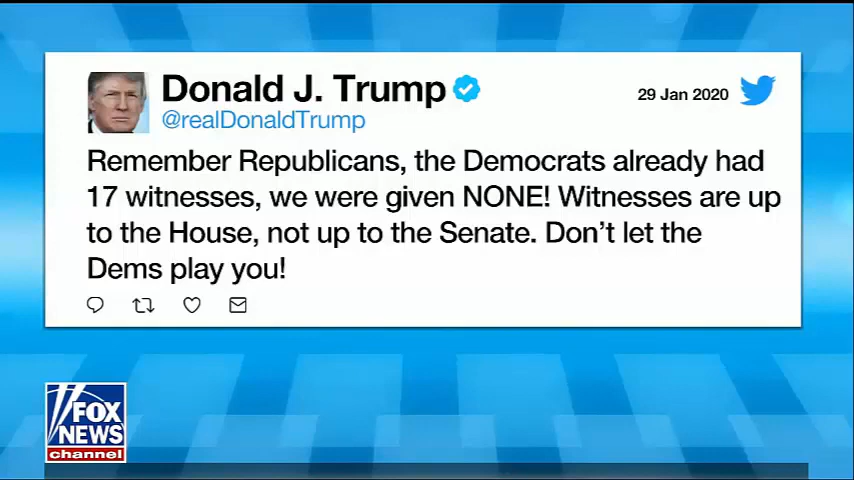 Donald J. Trump
29 Jan 2020
@realDonaldTrump
Remember Republicans, the Democrats already had
17 witnesses, we were given NONE! Witnesses are up
to the House, not up to the Senate. Don’t let the
Dems play you!
FOX
NEWS
channel